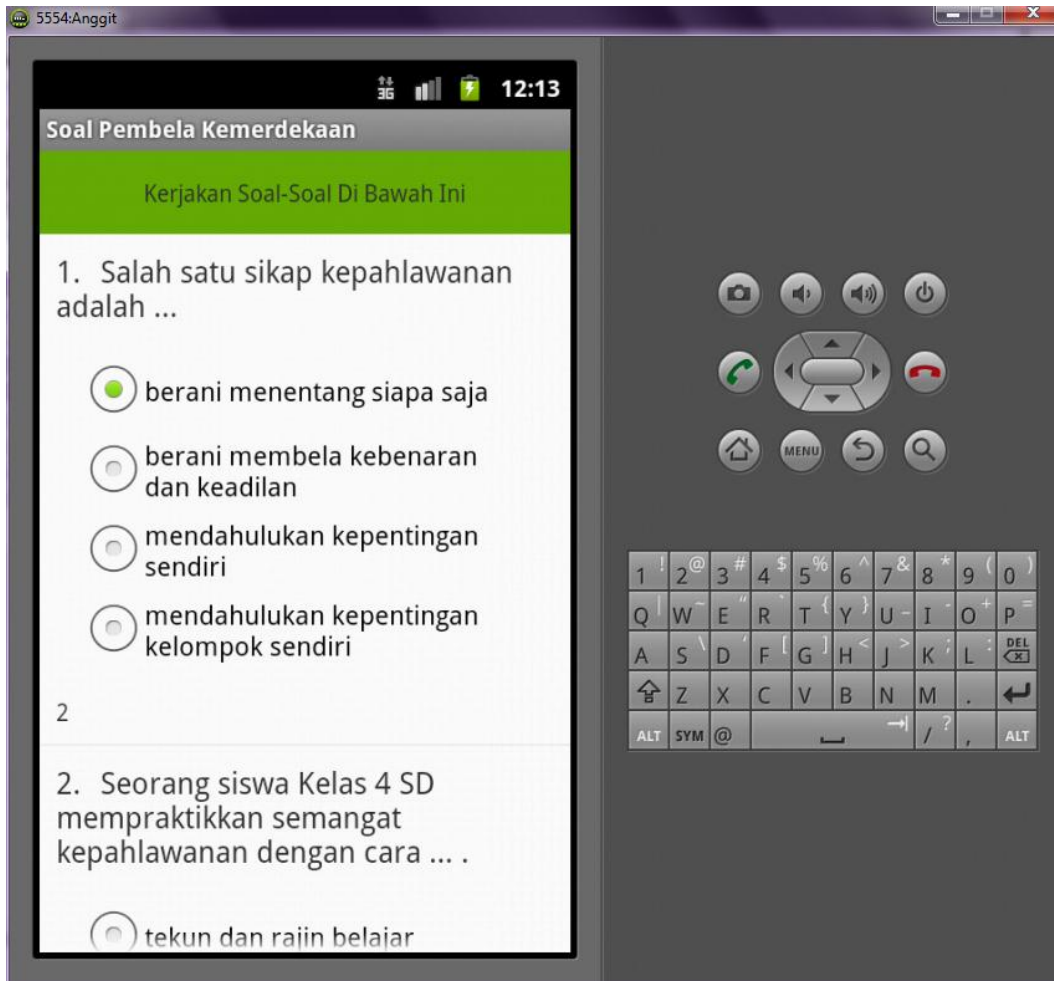 5554:Anggit
3G 12:13
Soal Pembela Kemerdekaan
Kerjakan Soal-Soal Di Bawah Ini
1. Salah satu sikap kepahlawanan
adalah ...
berani menentang siapa saja
berani membela kebenaran
dan keadilan
mendahulukan kepentingan
sendiri
mendahulukan kepentingan
kelompok sendiri
2
2. Seorang siswa Kelas 4 SD
mempraktikkan semangat
kepahlawanan dengan cara ... .
tekun dan rajin belajar
MENU
1 ! 2 @ 3 # 4 $ 5 % 6 ^ 7 & 8 * 9 ( 0 )
Q | W ~ E " R ` T { Y } U _ I - O + P =
A S \ D ' F [ G ] H < J > K ; L : DEL
Z X C V B N M .
ALT SYM @ / ? , ALT